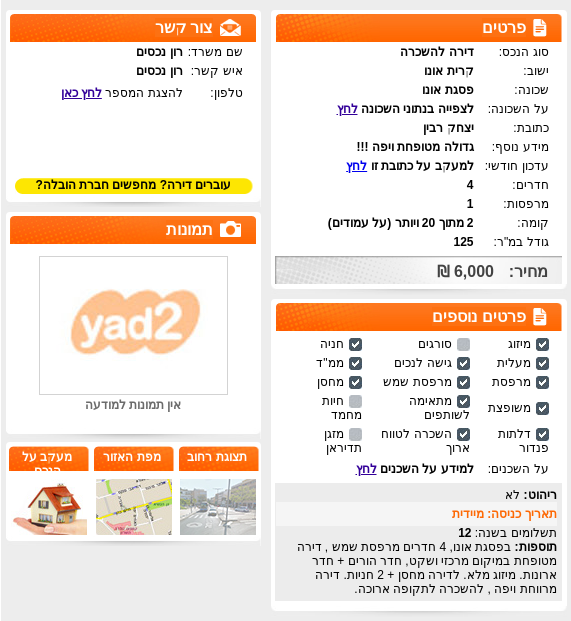 פרטים
סוג הנכס: דירה להשכרה
ישוב: קרית אונו
שכונה: פסגת אונו
על השכונה: לצפייה בנתוני השכונה לחץ
כתובת: יצחק רבין
מידע נוסף: גדולה מטופחת ויפה !!!
עדכון חודשי: למעקב על כתובת זו לחץ
חדרים: 4
מרפסות: 1
קומה: 2 מתוך 20 ויותר (על עמודים)
גודל במ"ר: 125
מחיר: 6,000 ₪
פרטים נוספים
מיזוג סורגים חניה
מעלית גישה לנכים ממ"ד
מרפסת מרפסת שמש מחסן
משופצת מתאימה לשותפים חיות מחמד
דלתות פנדור השכרה לטווח ארוך מזגן תדיראן
על השכנים: למידע על השכנים לחץ
ריהוט: לא
תאריך כניסה: מיידית
תשלומים בשנה: 12
תוספות: בפסגת אונו, 4 חדרים מרפסת שמש , דירה
מטופחת במיקום מרכזי ושקט, חדר הורים + חדר
ארונות. מיזוג מלא. לדירה מחסן + 2 חניות. דירה
מרווחת ויפה , להשכרה לתקופה ארוכה.
צור קשר
שם משרד: רון נכסים
איש קשר: רון נכסים
טלפון: להצגת המספר לחץ כאן
עוברים דירה? מחפשים חברת הובלה?
תמונות
yad2
אין תמונות למודעה
תצוגת רחוב
מפת האזור
מעקב על
הנכס